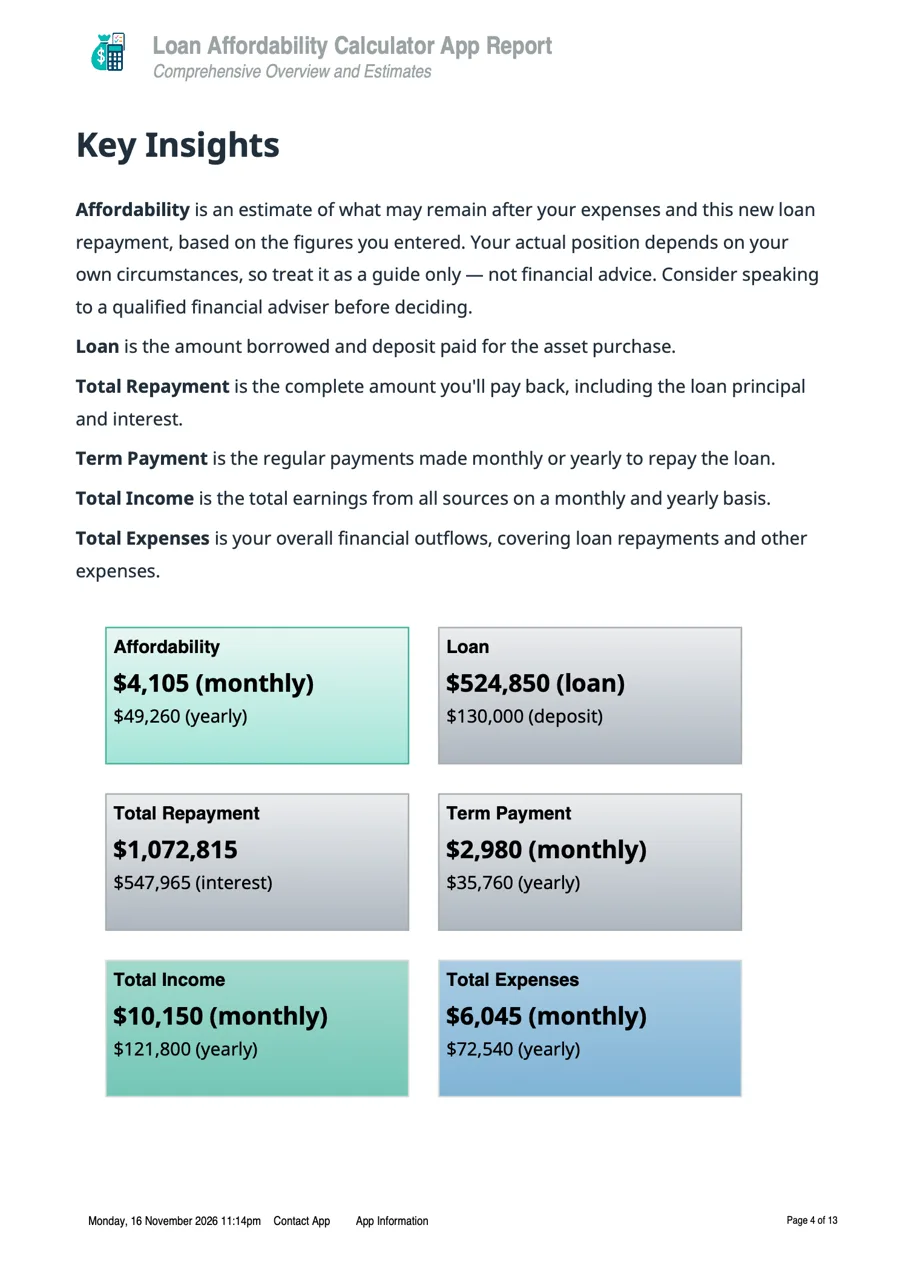 Loan Affordability Calculator App Report
Comprehensive Overview and Estimates
Key Insights
Affordability is an estimate of what may remain after your expenses and this new loan
repayment, based on the figures you entered. Your actual position depends on your
own circumstances, so treat it as a guide only — not financial advice. Consider speaking
to a qualified financial adviser before deciding.
Loan is the amount borrowed and deposit paid for the asset purchase.
Total Repayment is the complete amount you'll pay back, including the loan principal
and interest.
Term Payment is the regular payments made monthly or yearly to repay the loan.
Total Income is the total earnings from all sources on a monthly and yearly basis.
Total Expenses is your overall financial outflows, covering loan repayments and other
expenses.
Affordability
$4,105 (monthly)
$49,260 (yearly)
Loan
$524,850 (loan)
$130,000 (deposit)
Total Repayment
$1,072,815
$547,965 (interest)
Term Payment
$2,980 (monthly)
$35,760 (yearly)
Total Income
$10,150 (monthly)
$121,800 (yearly)
Total Expenses
$6,045 (monthly)
$72,540 (yearly)
Monday, 16 November 2026 11:14pm Contact App App Information Page 4 of 13